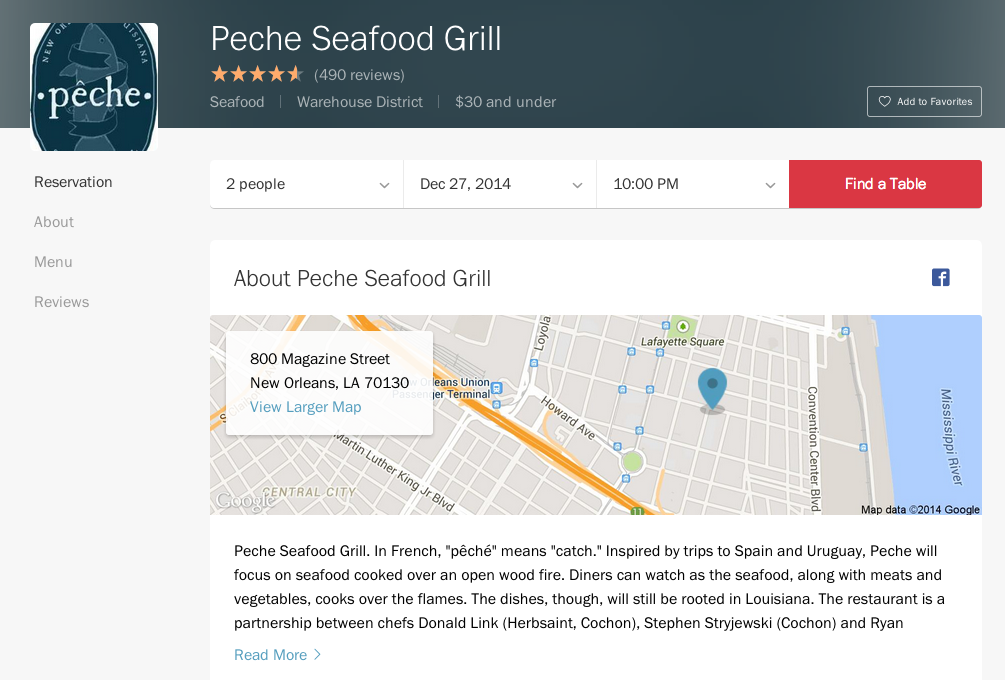 NEW OR
UISIANA
pêche
Peche Seafood Grill
(490 reviews)
Seafood
Warehouse District
$30 and under
Add to Favorites
Reservation
About
Menu
Reviews
2 people
Dec 27, 2014
10:00 PM
Find a Table
About Peche Seafood Grill
800 Magazine Street
New Orleans, LA 70130
View Larger Map
Orleans Union
Passenger Terminal
Loyola
Lafayette Square
Howard Ave
Martin Luther King Jr Blvd
CENTRAL CITY
Convention Center Blvd
Mississippi River
11
Google
Map data ©2014 Google
Peche Seafood Grill. In French, "pêché" means "catch." Inspired by trips to Spain and Uruguay, Peche will
focus on seafood cooked over an open wood fire. Diners can watch as the seafood, along with meats and
vegetables, cooks over the flames. The dishes, though, will still be rooted in Louisiana. The restaurant is a
partnership between chefs Donald Link (Herbsaint, Cochon), Stephen Stryjewski (Cochon) and Ryan
Read More